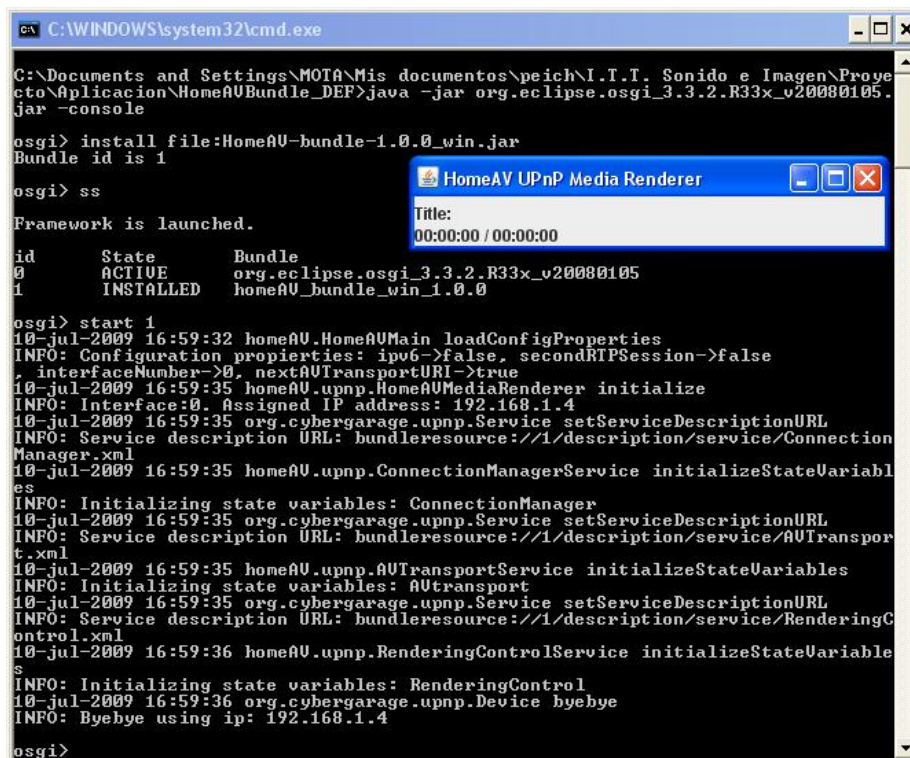 C:\WINDOWS\system32\cmd.exe
C:\Documents and Settings\MOTA\Mis documentos\peich\I.T.T. Sonido e Imagen\Proye
cto\Aplicacion\HomeAVBundle_DEF>java -jar org.eclipse.osgi_3.3.2.R33x_v20080105.
jar -console
osgi> install file:HomeAV-bundle-1.0.0_win.jar
Bundle id is 1
osgi> ss
HomeAV UPnP Media Renderer
Title:
00:00:00 / 00:00:00
Framework is launched.
id State Bundle
0 ACTIVE org.eclipse.osgi_3.3.2.R33x_v20080105
1 INSTALLED homeAV_bundle_win_1.0.0
osgi> start 1
10-jul-2009 16:59:32 homeAV.HomeAVMain loadConfigProperties
INFO: Configuration propierties: ipv6->false, secondRTPSession->false
, interfaceNumber->0, nextAVTransportURI->true
10-jul-2009 16:59:35 homeAV.upnp.HomeAVMediaRenderer initialize
INFO: Interface:0. Assigned IP address: 192.168.1.4
10-jul-2009 16:59:35 org.cybergarage.upnp.Service setServiceDescriptionURL
INFO: Service description URL: bundleresource://1/description/service/Connection
Manager.xml
10-jul-2009 16:59:35 homeAV.upnp.ConnectionManagerService initializeStateVariabl
es
INFO: Initializing state variables: ConnectionManager
10-jul-2009 16:59:35 org.cybergarage.upnp.Service setServiceDescriptionURL
INFO: Service description URL: bundleresource://1/description/service/AVTranspor
t.xml
10-jul-2009 16:59:35 homeAV.upnp.AVTransportService initializeStateVariables
INFO: Initializing state variables: AVtransport
10-jul-2009 16:59:35 org.cybergarage.upnp.Service setServiceDescriptionURL
INFO: Service description URL: bundleresource://1/description/service/RenderingC
ontrol.xml
10-jul-2009 16:59:36 homeAV.upnp.RenderingControlService initializeStateVariable
s
INFO: Initializing state variables: RenderingControl
10-jul-2009 16:59:36 org.cybergarage.upnp.Device byebye
INFO: Byebye using ip: 192.168.1.4
osgi>